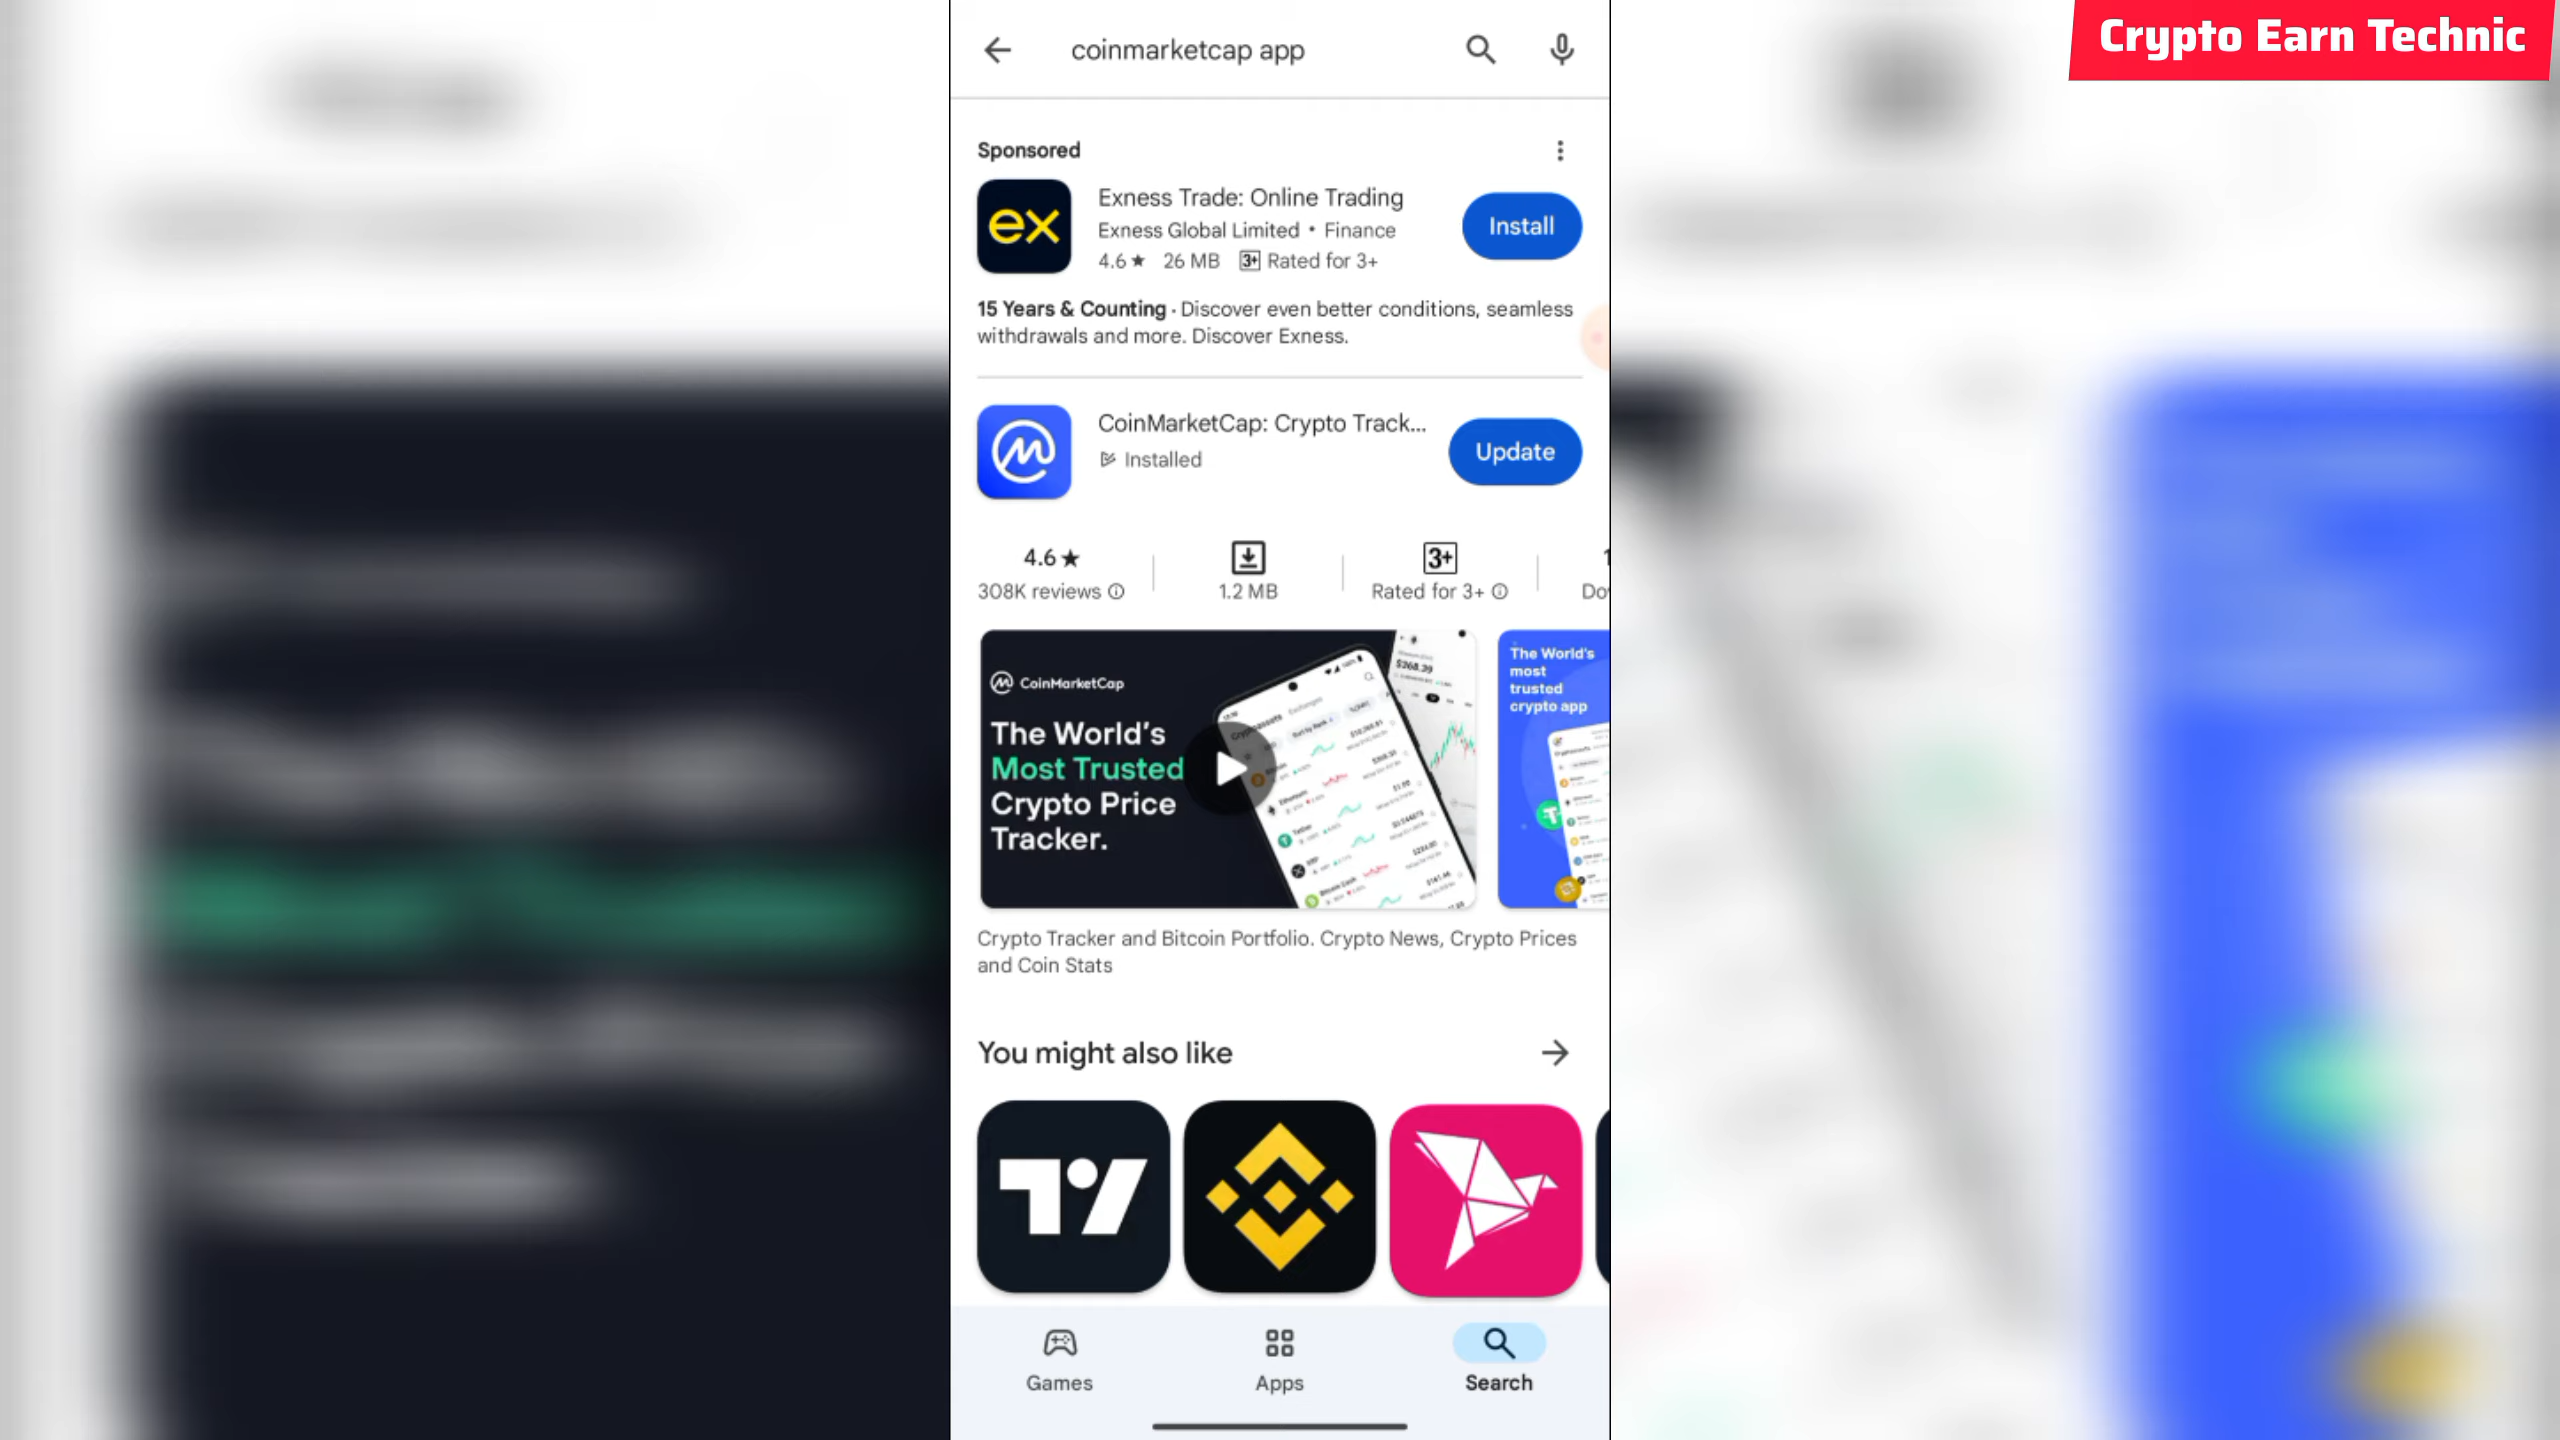 Crypto Earn Technic
coinmarketcap app
Sponsored
ex
Exness Trade: Online Trading
Exness Global Limited • Finance
4.6★ 26 MB 3+ Rated for 3+
Install
15 Years & Counting · Discover even better conditions, seamless
withdrawals and more. Discover Exness.
CoinMarketCap: Crypto Track...
Installed
Update
4.6★
308K reviews
1.2 MB
3+
Rated for 3+
CoinMarketCap
The World's
Most Trusted
Crypto Price
Tracker.
The World's
most
trusted
crypto app
Crypto Tracker and Bitcoin Portfolio. Crypto News, Crypto Prices
and Coin Stats
You might also like
Games
Apps
Search